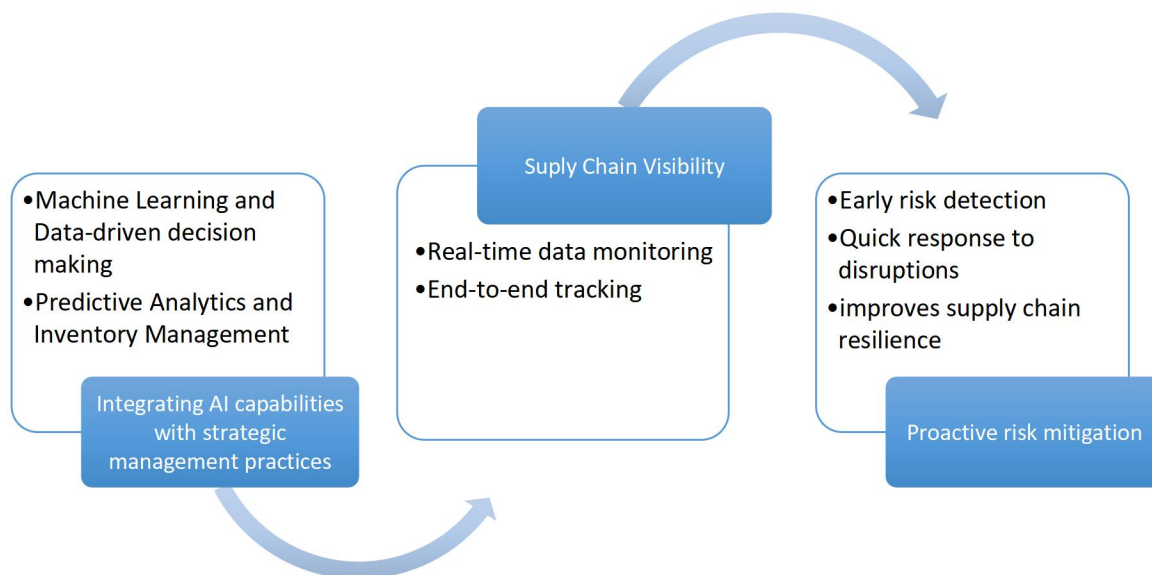 •Machine Learning and
Data-driven decision
making
•Predictive Analytics and
Inventory Management
Integrating AI capabilities
with strategic
management practices
Suply Chain Visibility
•Real-time data monitoring
•End-to-end tracking
•Early risk detection
•Quick response to
disruptions
•improves supply chain
resilience
Proactive risk mitigation